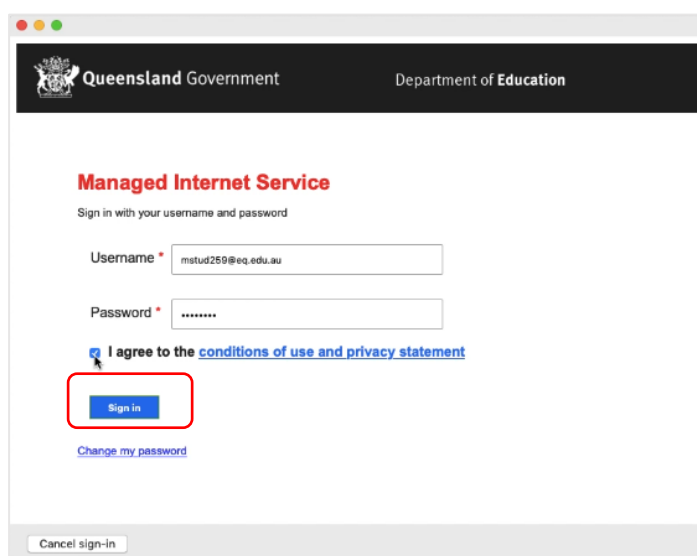 Queensland Government
Department of Education
Managed Internet Service
Sign in with your username and password
Username * mstud259@eq.edu.au
Password * ••••••••
I agree to the conditions of use and privacy statement
Sign in
Change my password
Cancel sign-in